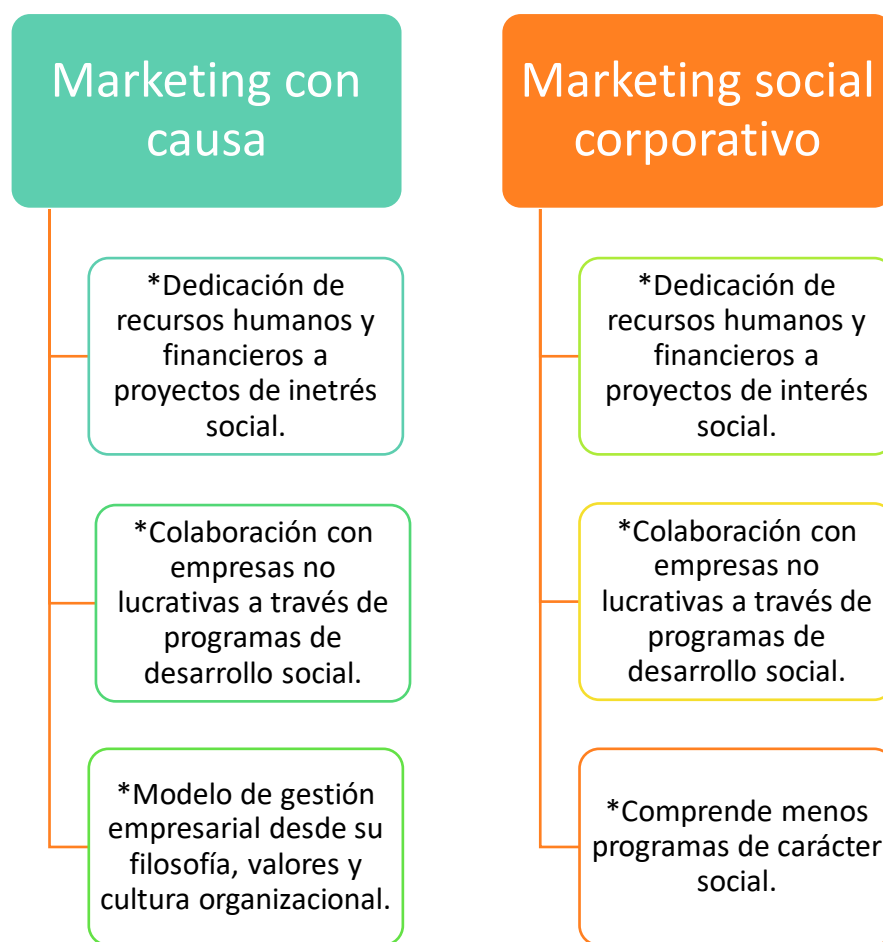 Marketing con
causa
*Dedicación de
recursos humanos y
financieros a
proyectos de inetrés
social.
*Colaboración con
empresas no
lucrativas a través de
programas de
desarrollo social.
*Modelo de gestión
empresarial desde su
filosofía, valores y
cultura organizacional.
Marketing social
corporativo
*Dedicación de
recursos humanos y
financieros a
proyectos de interés
social.
*Colaboración con
empresas no
lucrativas a través de
programas de
desarrollo social.
*Comprende menos
programas de carácter
social.